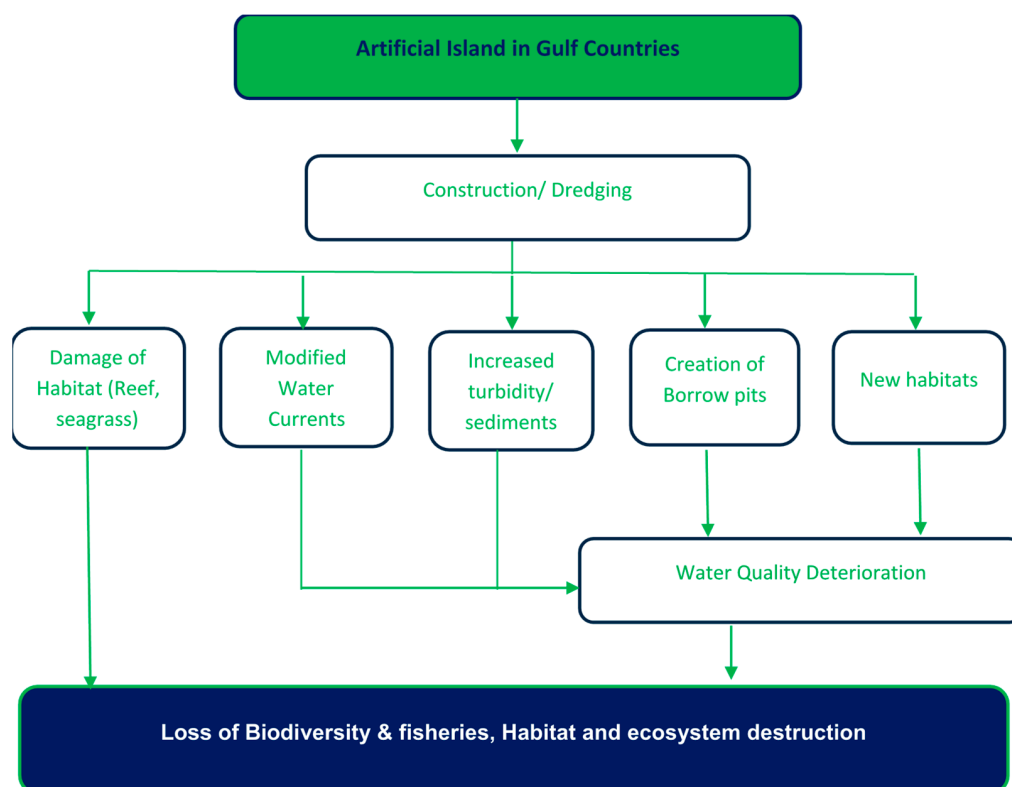 Artificial Island in Gulf Countries
Construction/ Dredging
Damage of
Habitat (Reef,
seagrass)
Modified
Water
Currents
Increased
turbidity/
sediments
Creation of
Borrow pits
New habitats
Water Quality Deterioration
Loss of Biodiversity & fisheries, Habitat and ecosystem destruction